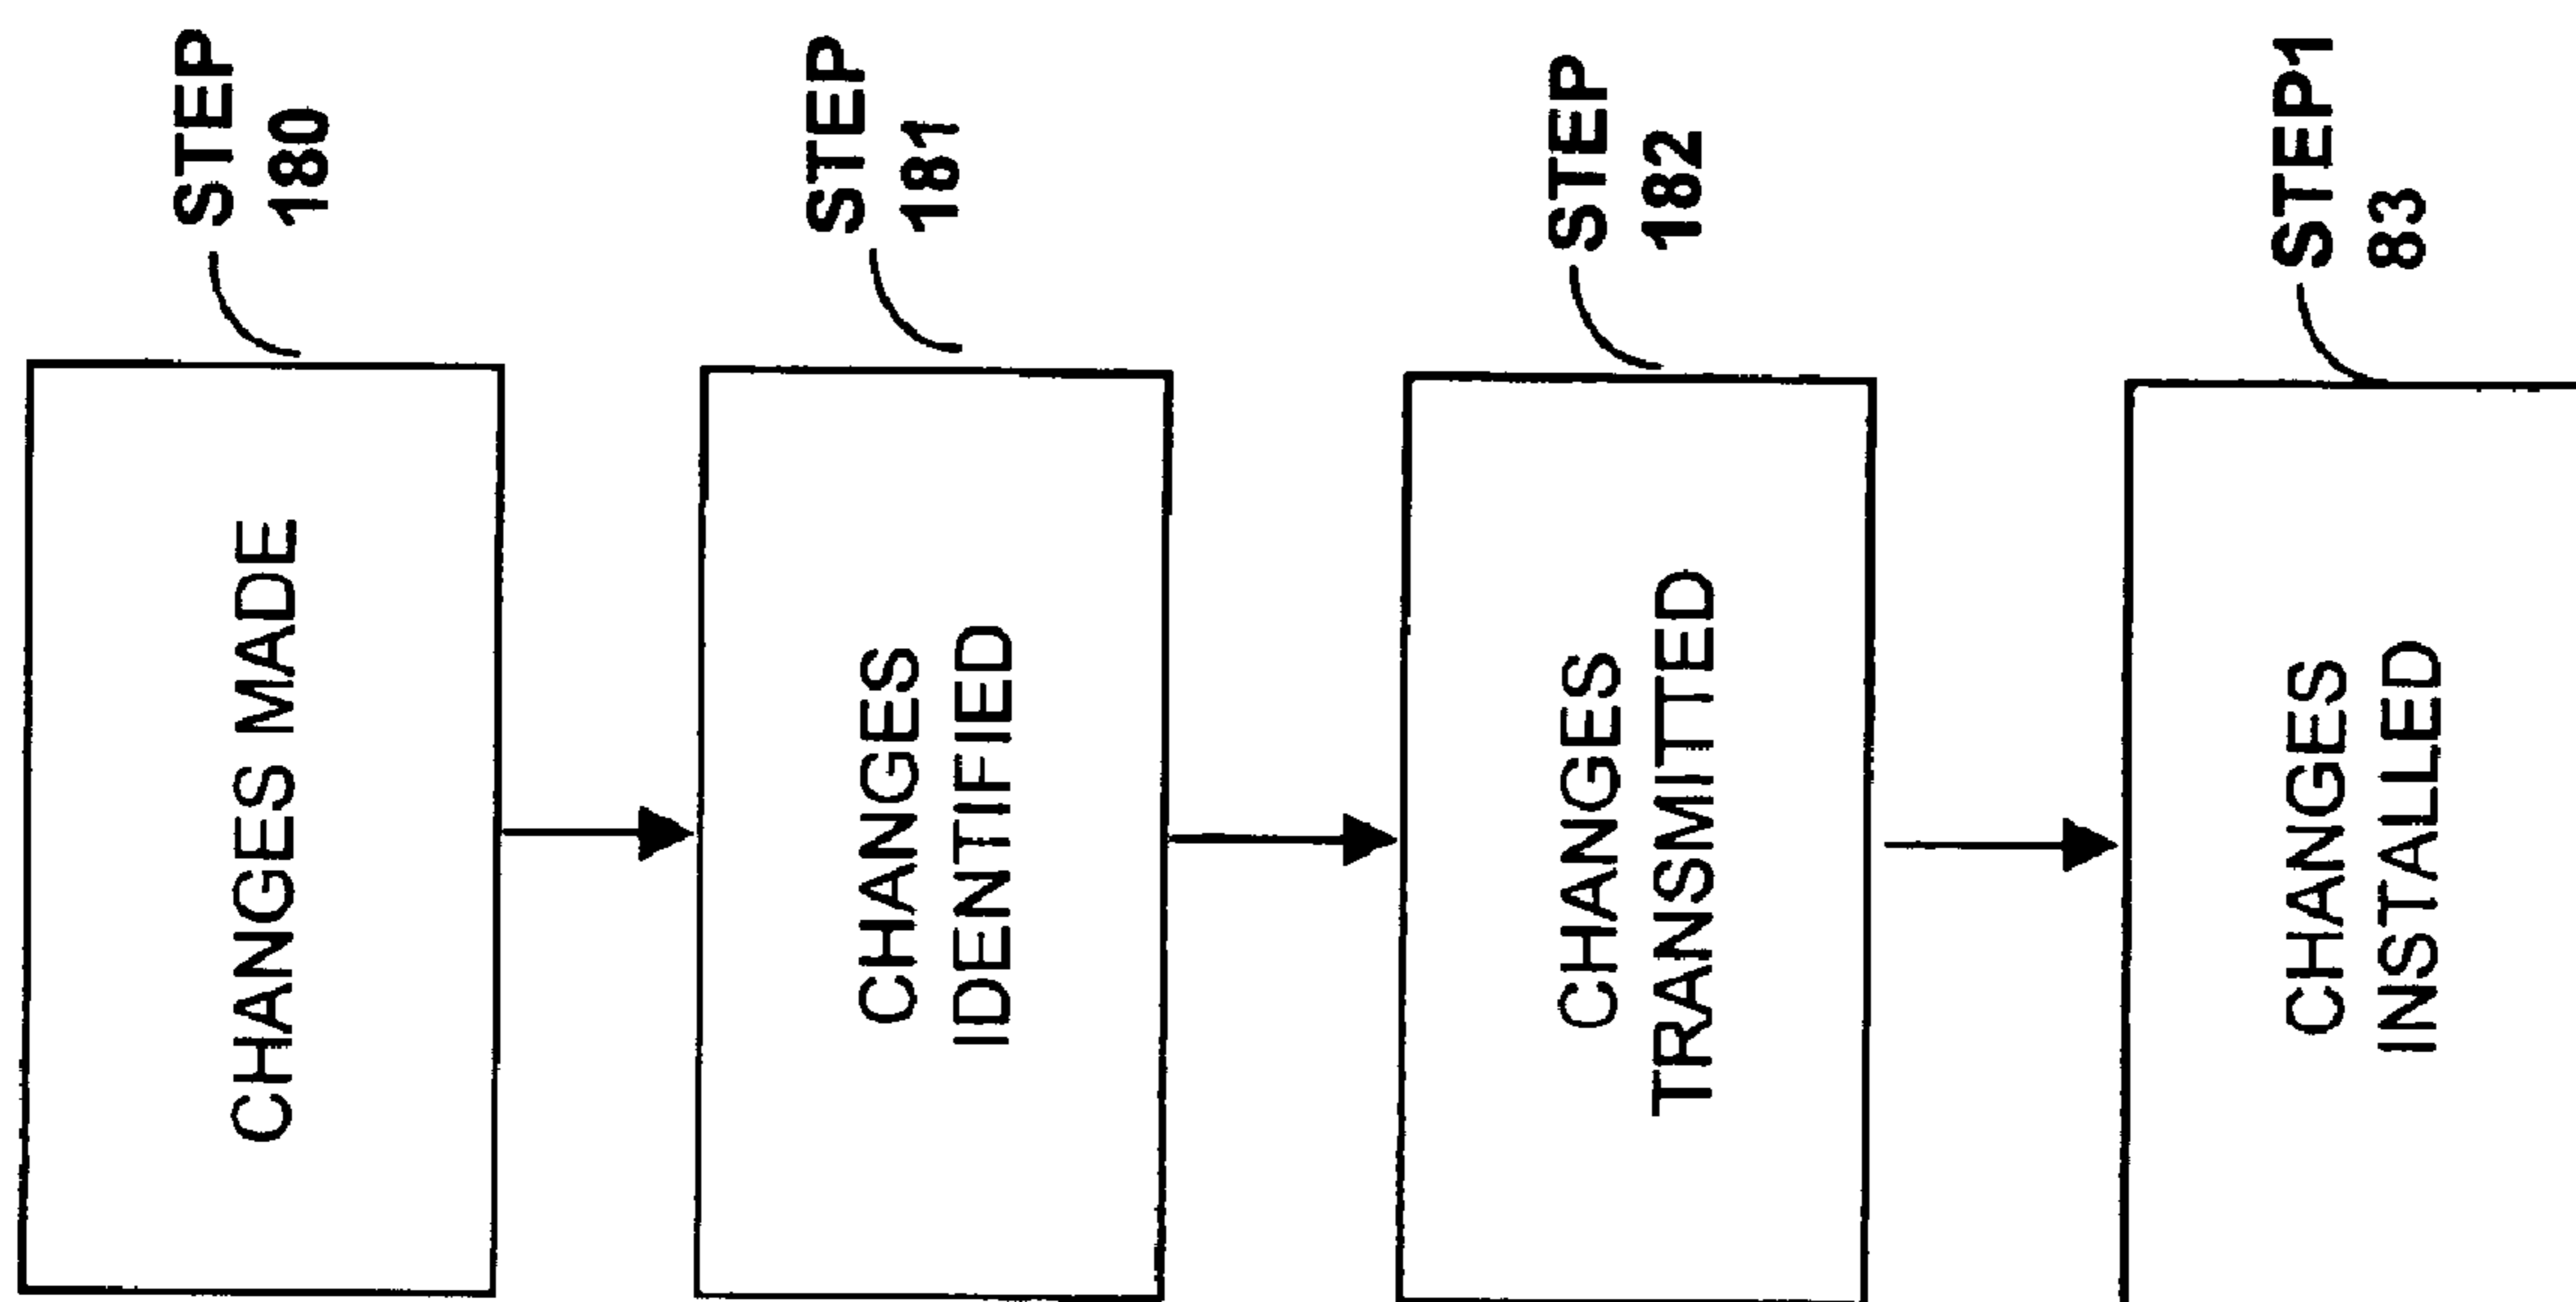 CHANGES MADE
STEP
180
CHANGES
IDENTIFIED
STEP
181
CHANGES
TRANSMITTED
STEP
182
CHANGES
INSTALLED
STEP1
83